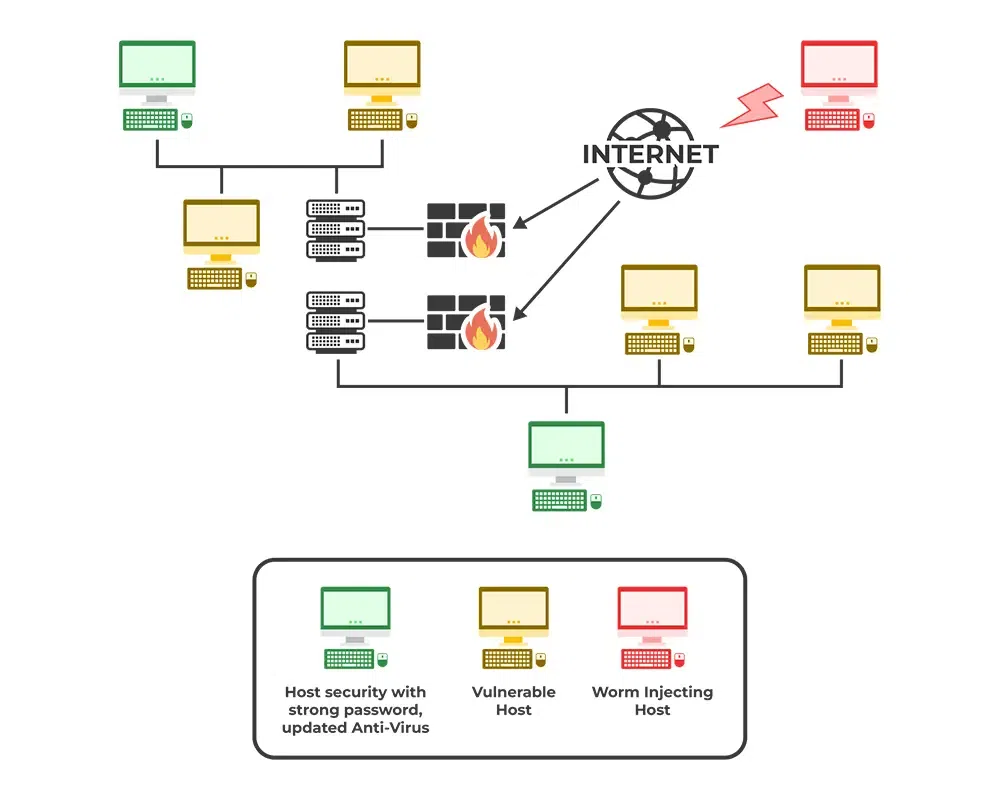 INTERNET
Host security with
strong password,
updated Anti-Virus
Vulnerable
Host
Worm Injecting
Host